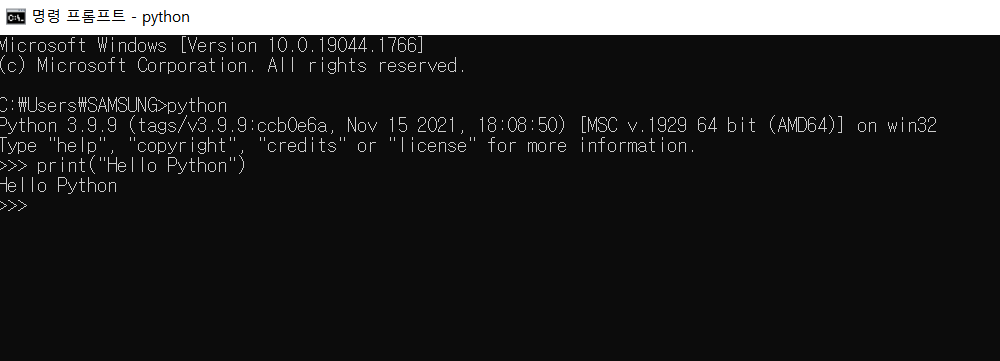 명령 프롬프트 - python
Microsoft Windows [Version 10.0.19044.1766]
(c) Microsoft Corporation. All rights reserved.
C:₩Users₩SAMSUNG>python
Python 3.9.9 (tags/v3.9.9:ccb0e6a, Nov 15 2021, 18:08:50) [MSC v.1929 64 bit (AMD64)] on win32
Type "help", "copyright", "credits" or "license" for more information.
>>> print("Hello Python")
Hello Python
>>>